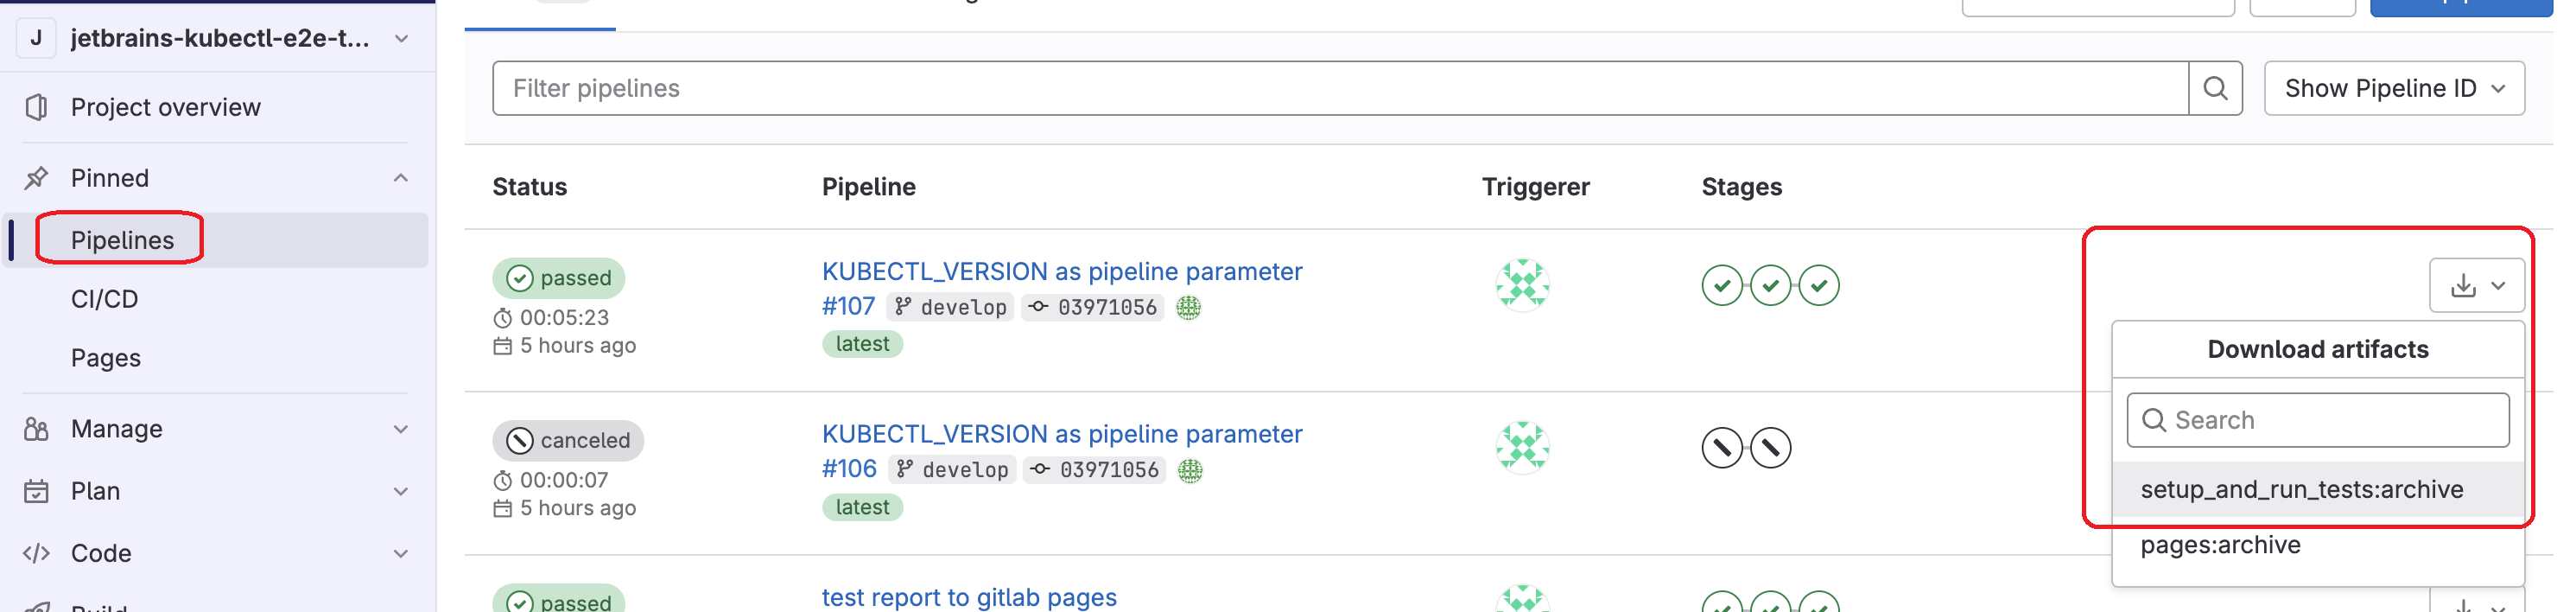 J jetbrains-kubectl-e2e-t...
Project overview
Pinned
Pipelines
CI/CD
Pages
Manage
Plan
Code
Filter pipelines
Show Pipeline ID
Status Pipeline Triggerer Stages
passed
00:05:23
5 hours ago
KUBECTL_VERSION as pipeline parameter
#107 develop 03971056
latest
canceled
00:00:07
5 hours ago
KUBECTL_VERSION as pipeline parameter
#106 develop 03971056
latest
passed
test report to gitlab pages
Download artifacts
Search
setup_and_run_tests:archive
pages:archive